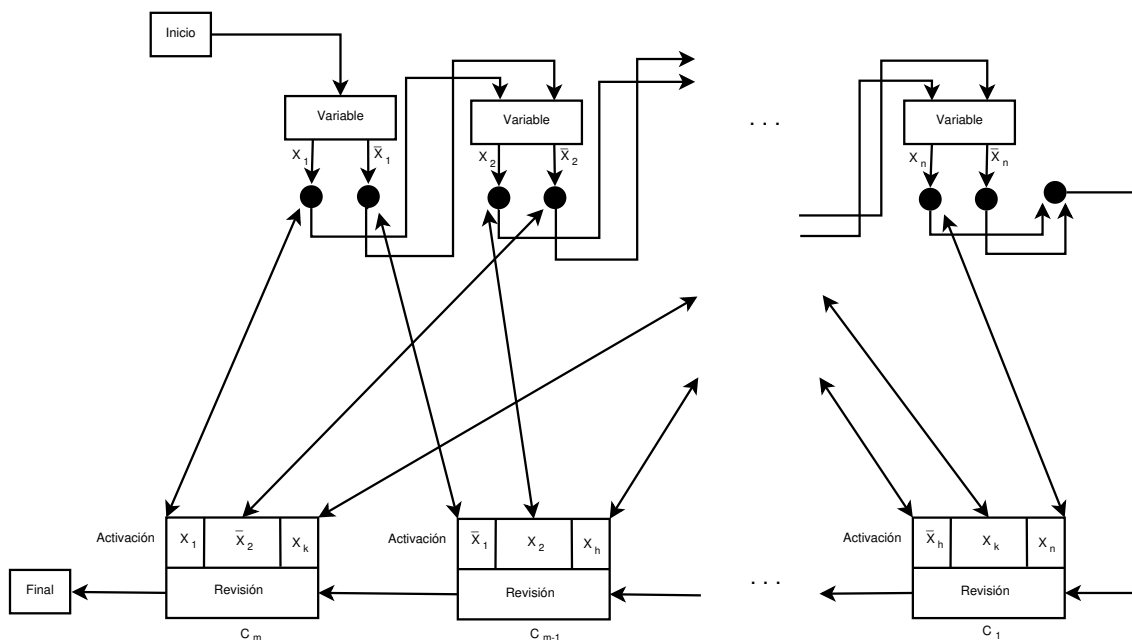 Inicio
Variable
Variable
Variable
. . .
X 1
X̅ 1
X 2
X̅ 2
X n
X̅ n
Activación
X 1
X̅ 2
X k
Activación
X̅ 1
X 2
X h
Activación
X̅ h
X k
X n
Final
Revisión
Revisión
. . .
Revisión
C m
C m-1
C 1